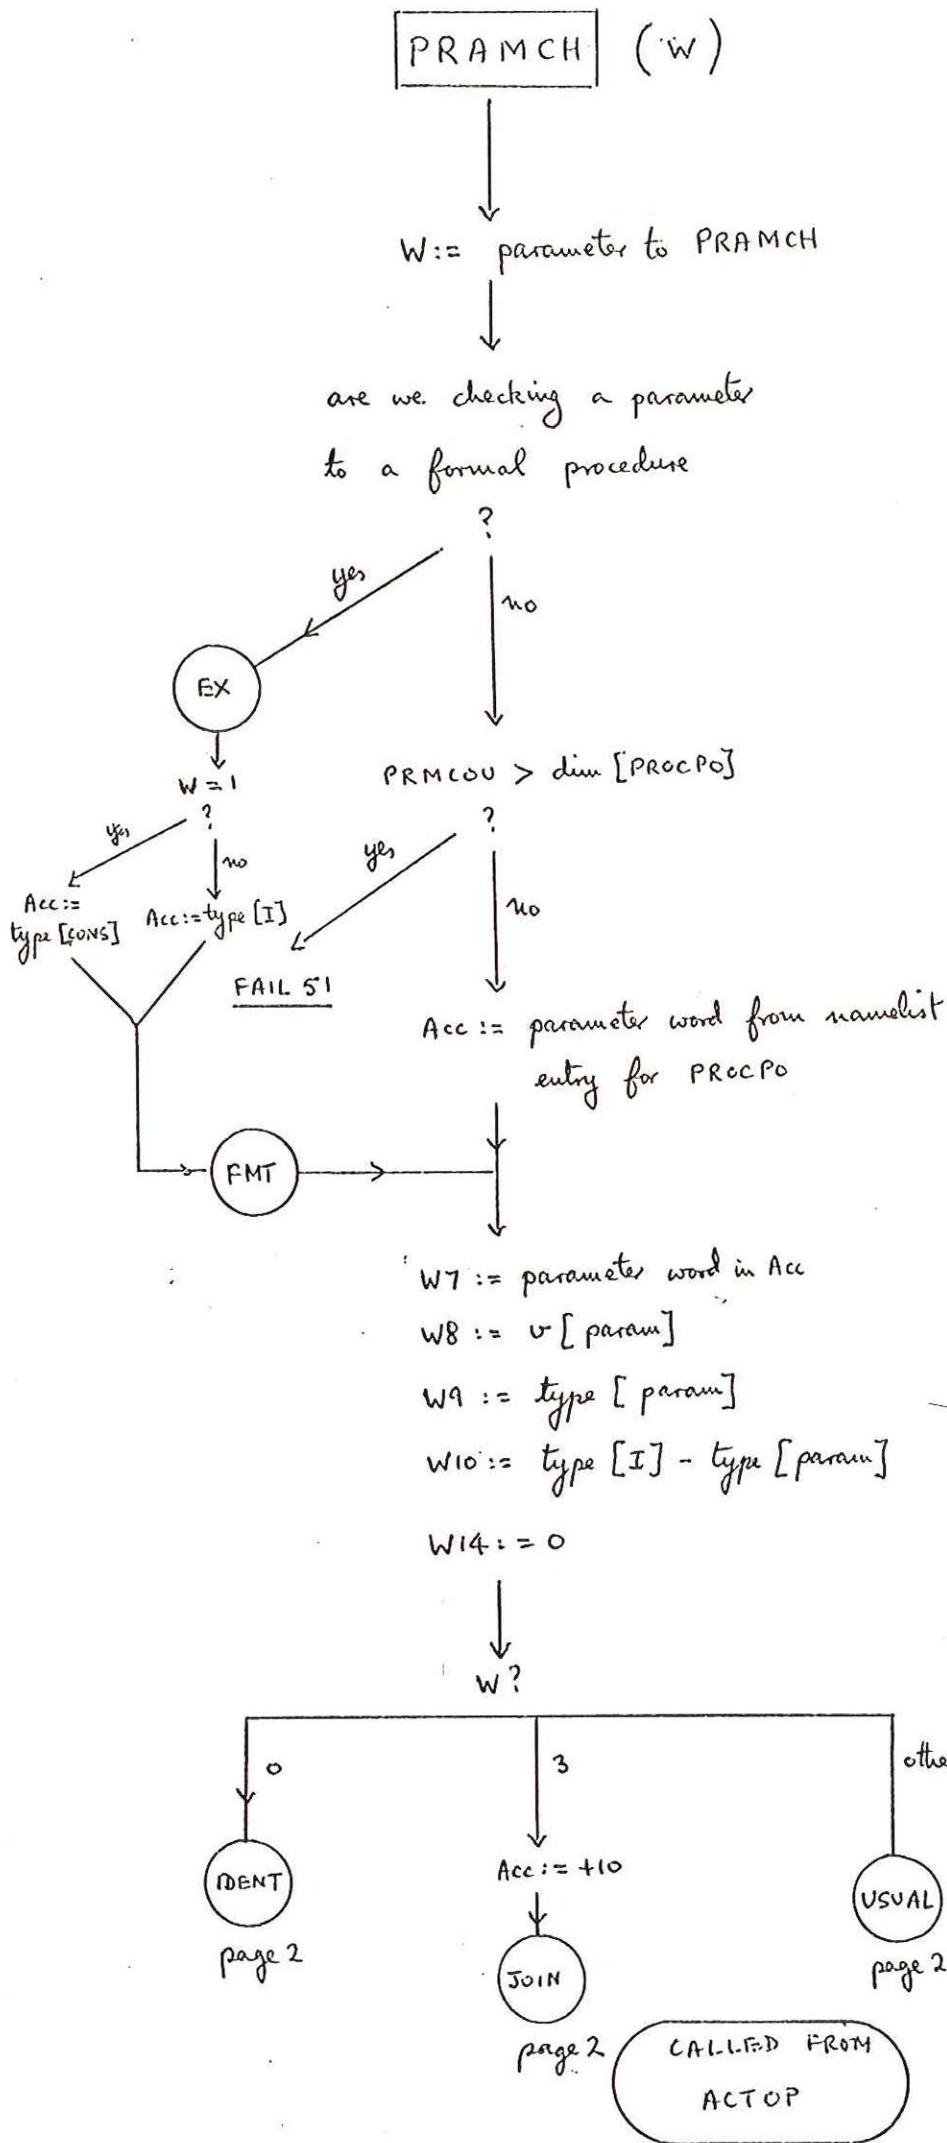 PRAMCH (W)
W := parameter to PRAMCH
are we checking a parameter
to a formal procedure
?
yes
no
EX
W = 1
?
yes
no
Acc :=
type [CONS]
Acc := type [I]
PRMCOU > dim [PROCPO]
?
yes
no
FAIL 51
Acc := parameter word from namelist
entry for PROCPO
FMT
W7 := parameter word in Acc
W8 := v [param]
W9 := type [param]
W10 := type [I] - type [param]
W14 := 0
W?
0
3
othe
IDENT
page 2
Acc := +10
JOIN
page 2
USUAL
page 2
CALLED FROM
ACTOP